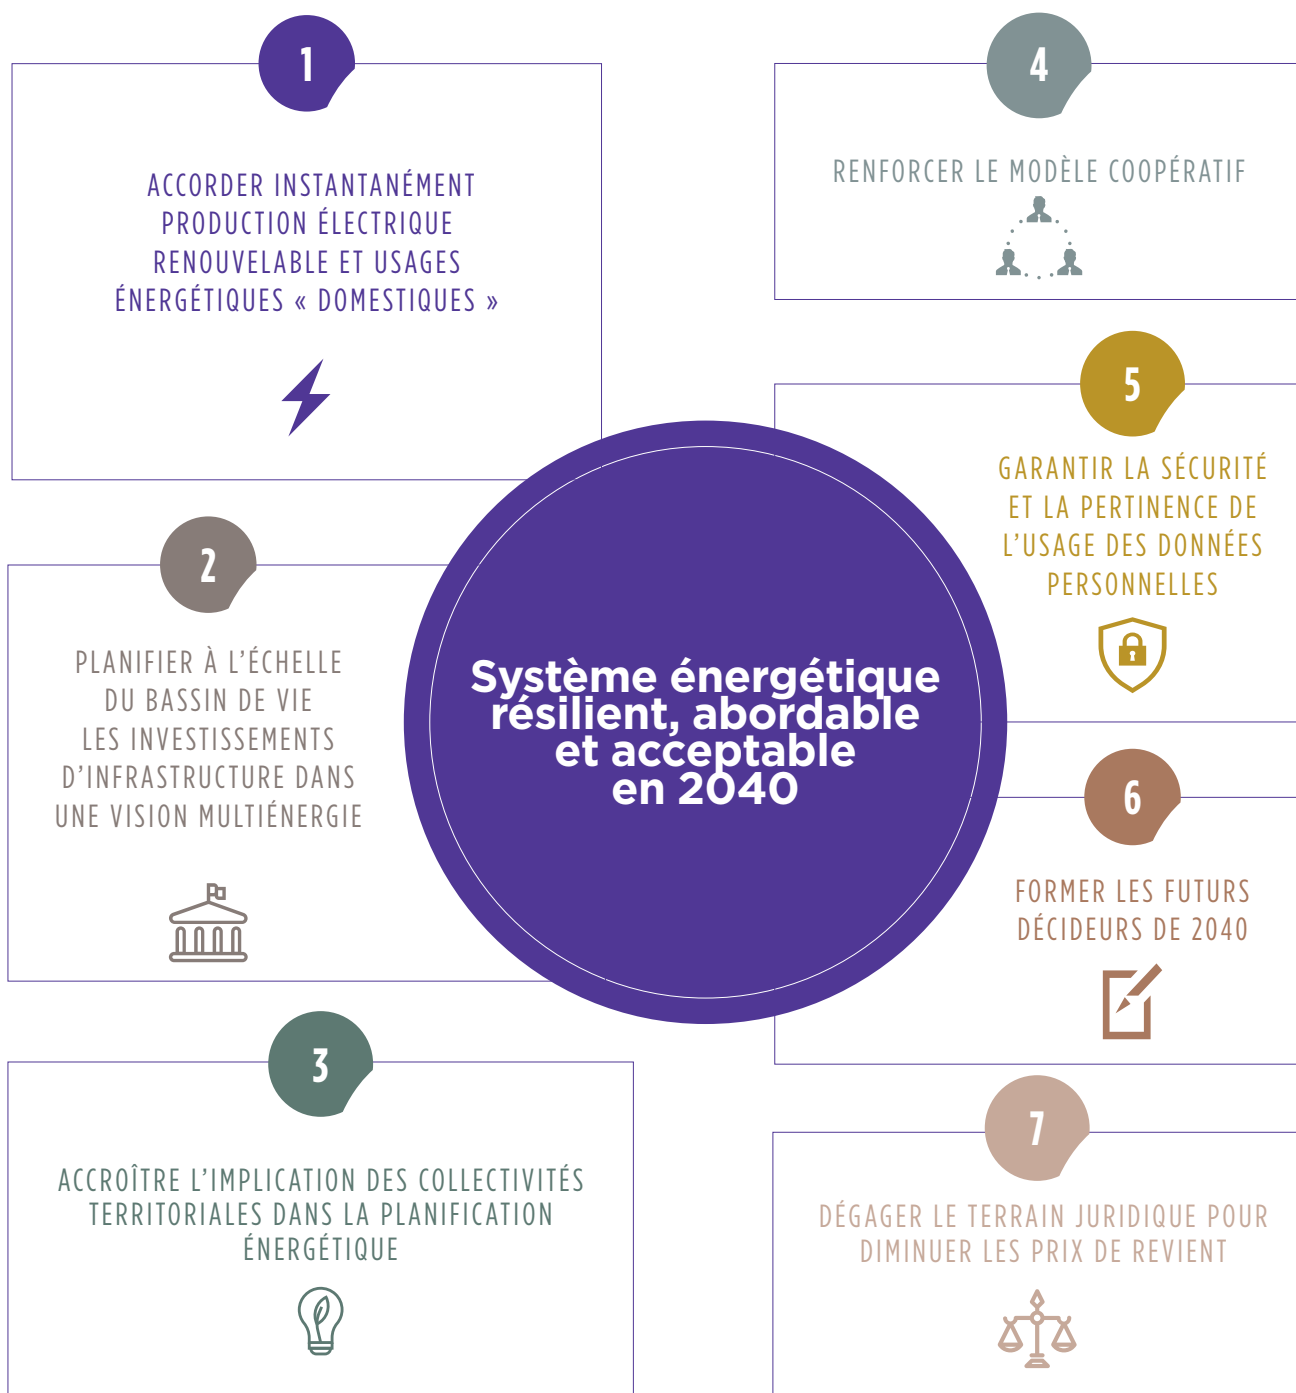 1
ACCORDER INSTANTANÉMENT
PRODUCTION ÉLECTRIQUE
RENOUVELABLE ET USAGES
ÉNERGÉTIQUES « DOMESTIQUES »
2
PLANIFIER À L’ÉCHELLE
DU BASSIN DE VIE
LES INVESTISSEMENTS
D’INFRASTRUCTURE DANS
UNE VISION MULTIÉNERGIE
3
ACCROÎTRE L’IMPLICATION DES COLLECTIVITÉS
TERRITORIALES DANS LA PLANIFICATION
ÉNERGÉTIQUE
Système énergétique
résilient, abordable
et acceptable
en 2040
4
RENFORCER LE MODÈLE COOPÉRATIF
5
GARANTIR LA SÉCURITÉ
ET LA PERTINENCE DE
L’USAGE DES DONNÉES
PERSONNELLES
6
FORMER LES FUTURS
DÉCIDEURS DE 2040
7
DÉGAGER LE TERRAIN JURIDIQUE POUR
DIMINUER LES PRIX DE REVIENT